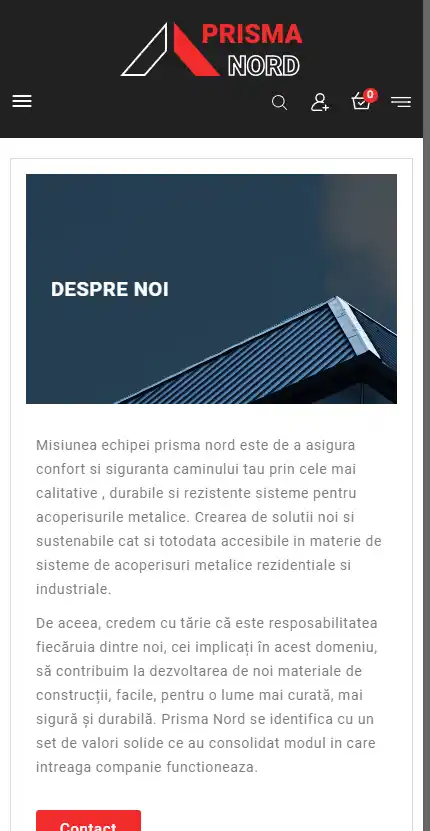 PRISMA
NORD
0
DESPRE NOI
Misiunea echipei prisma nord este de a asigura
confort si siguranta caminului tau prin cele mai
calitative , durabile si rezistente sisteme pentru
acoperisurile metalice. Crearea de solutii noi si
sustenabile cat si totodata accesibile in materie de
sisteme de acoperisuri metalice rezidentiale si
industriale.
De aceea, credem cu tărie că este resposabilitatea
fiecăruia dintre noi, cei implicați în acest domeniu,
să contribuim la dezvoltarea de noi materiale de
construcții, facile, pentru o lume mai curată, mai
sigură și durabilă. Prisma Nord se identifica cu un
set de valori solide ce au consolidat modul in care
intreaga companie functioneaza.
Contact